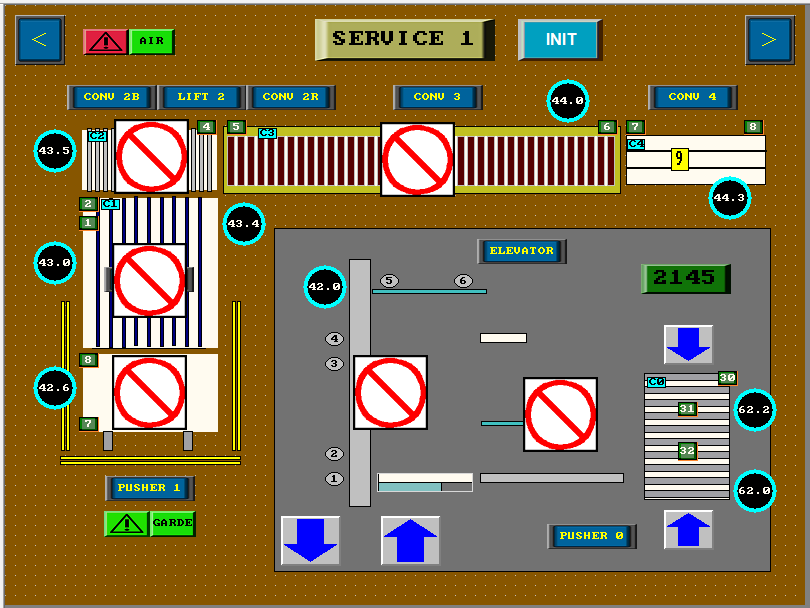 <
AIR
SERVICE 1
INIT
>
CONV 2B
LIFT 2
CONV 2R
CONV 3
44.0
CONV 4
43.5
C2
4
5
C3
6
7
8
C4
9
44.3
2
C1
1
43.4
43.0
ELEVATOR
2145
42.0
5
6
4
3
8
42.6
7
C0
30
31
62.2
32
2
1
62.0
PUSHER 1
GARDE
PUSHER 0